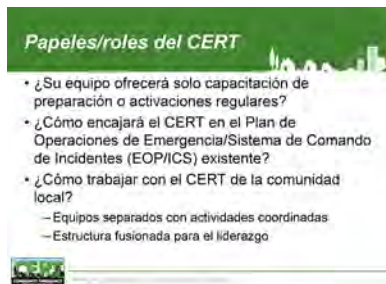 Papeles/roles del CERT
• ¿Su equipo ofrecerá solo capacitación de
preparación o activaciones regulares?
• ¿Cómo encajará el CERT en el Plan de
Operaciones de Emergencia/Sistema de Comando
de Incidentes (EOP/ICS) existente?
• ¿Cómo trabajar con el CERT de la comunidad
local?
– Equipos separados con actividades coordinadas
– Estructura fusionada para el liderazgo
CERT